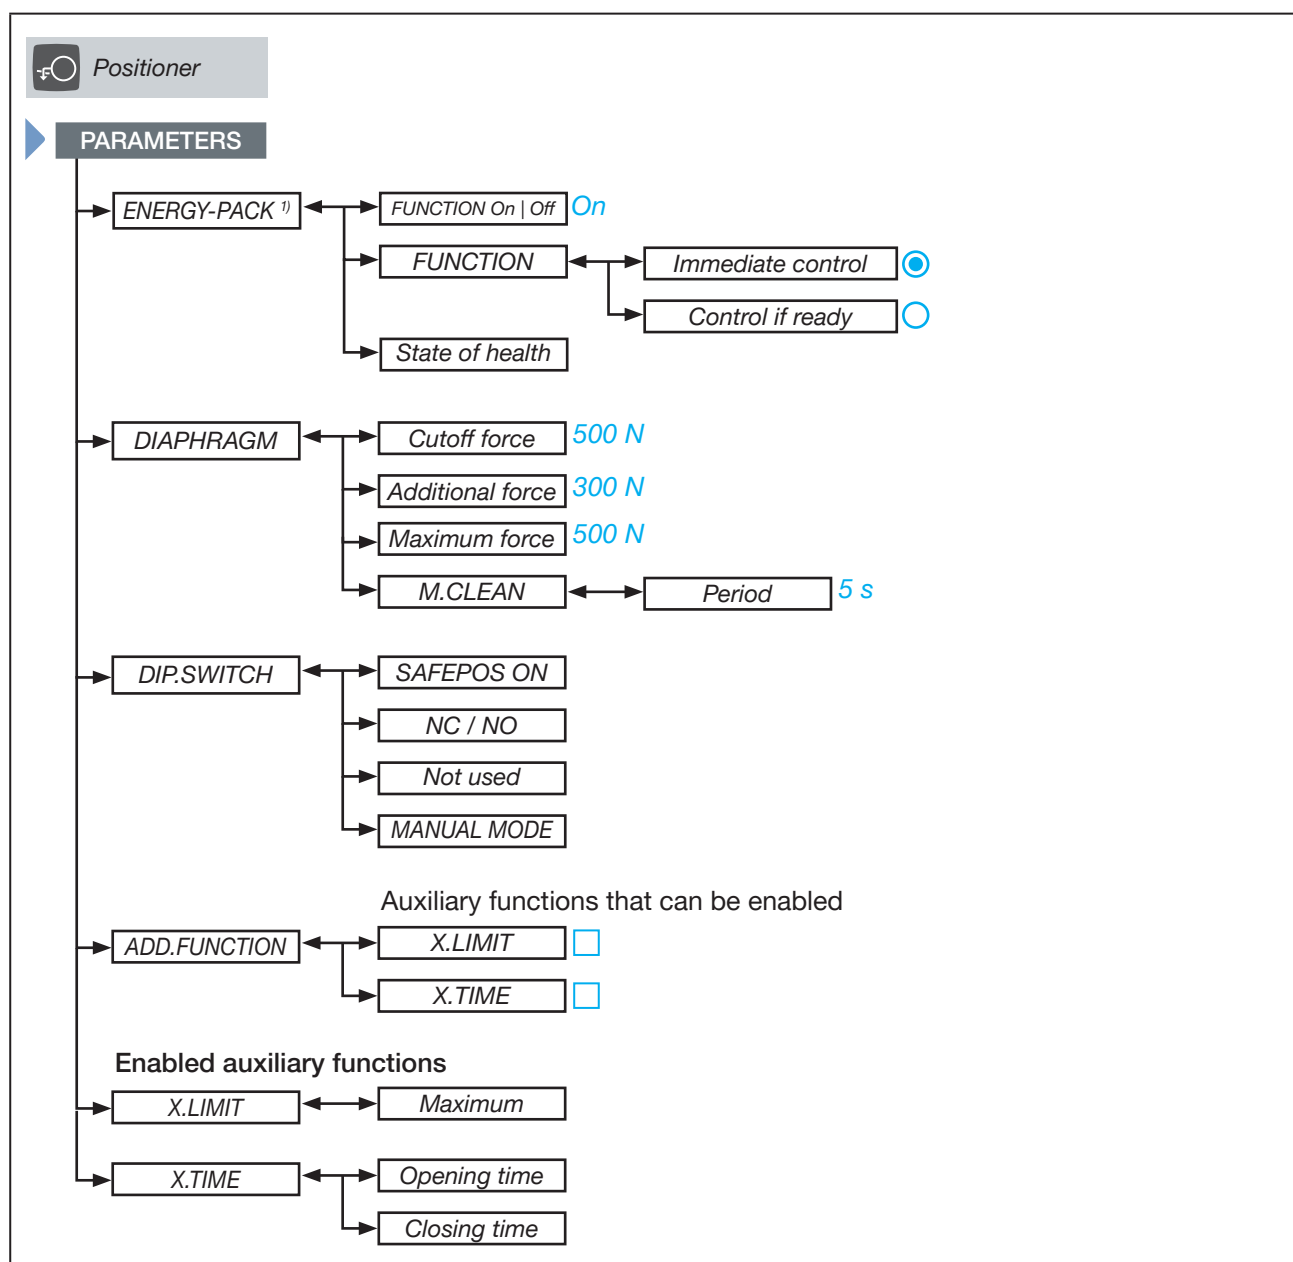 Positioner
PARAMETERS
ENERGY-PACK 1)
FUNCTION On | Off On
FUNCTION
Immediate control
Control if ready
State of health
DIAPHRAGM
Cutoff force 500 N
Additional force 300 N
Maximum force 500 N
M.CLEAN
Period 5 s
DIP.SWITCH
SAFEPOS ON
NC / NO
Not used
MANUAL MODE
Auxiliary functions that can be enabled
ADD.FUNCTION
X.LIMIT
X.TIME
Enabled auxiliary functions
X.LIMIT
Maximum
X.TIME
Opening time
Closing time